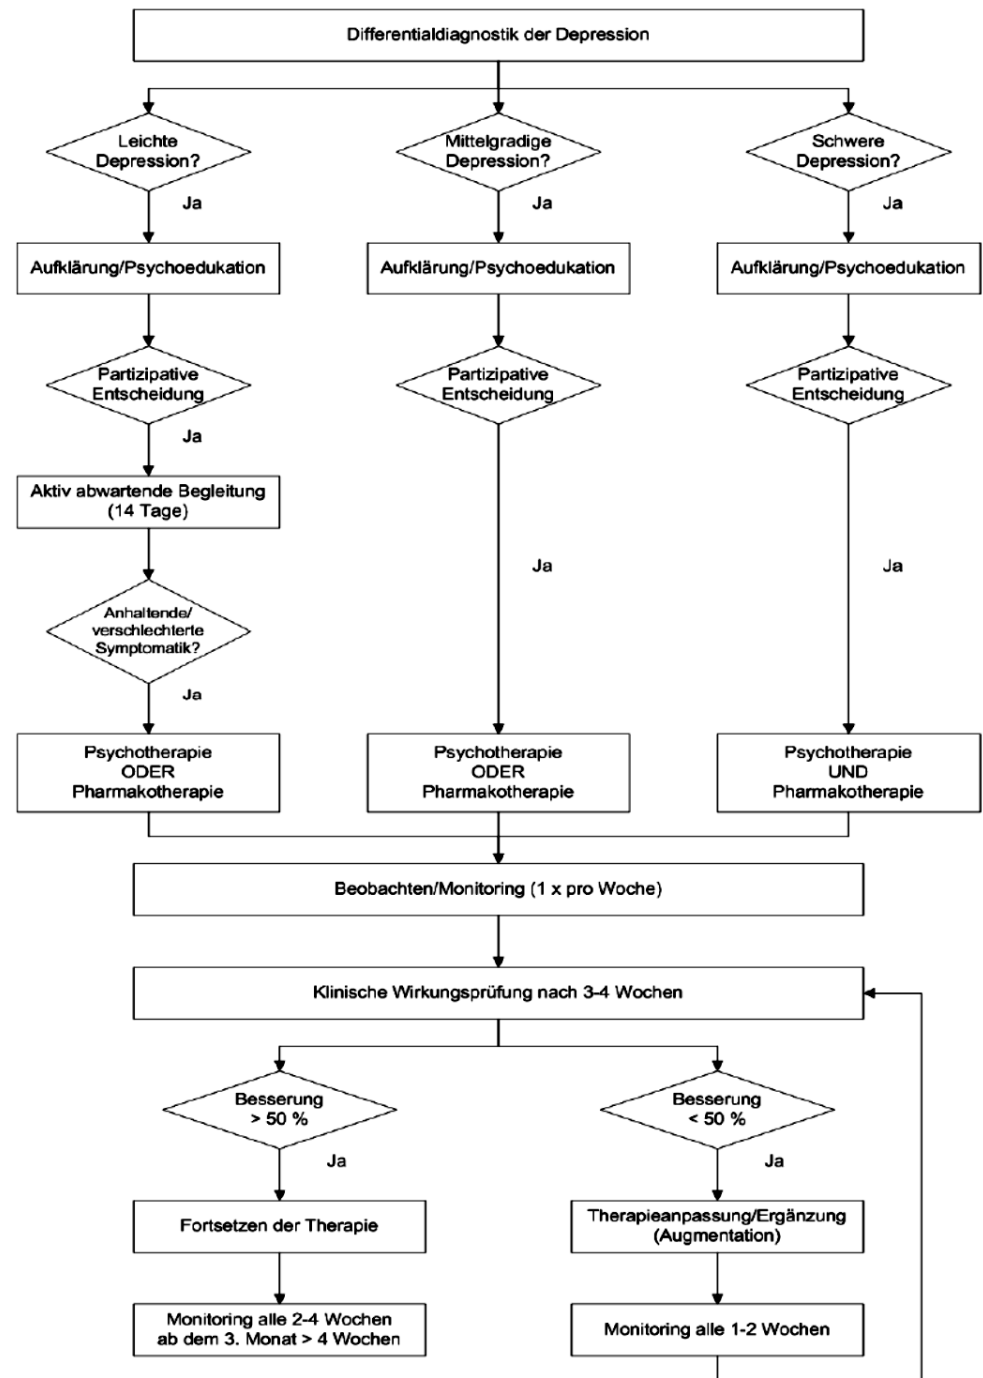 Differentialdiagnostik der Depression
Leichte
Depression?
Mittelgradige
Depression?
Schwere
Depression?
Ja
Ja
Ja
Aufklärung/Psychoedukation
Aufklärung/Psychoedukation
Aufklärung/Psychoedukation
Partizipative
Entscheidung
Partizipative
Entscheidung
Partizipative
Entscheidung
Ja
Aktiv abwartende Begleitung
(14 Tage)
Ja
Ja
Anhaltende/
verschlechterte
Symptomatik?
Ja
Psychotherapie
ODER
Pharmakotherapie
Psychotherapie
ODER
Pharmakotherapie
Psychotherapie
UND
Pharmakotherapie
Beobachten/Monitoring (1 x pro Woche)
Klinische Wirkungsprüfung nach 3-4 Wochen
Besserung
> 50 %
Besserung
< 50 %
Ja
Ja
Fortsetzen der Therapie
Therapieanpassung/Ergänzung
(Augmentation)
Monitoring alle 2-4 Wochen
ab dem 3. Monat > 4 Wochen
Monitoring alle 1-2 Wochen